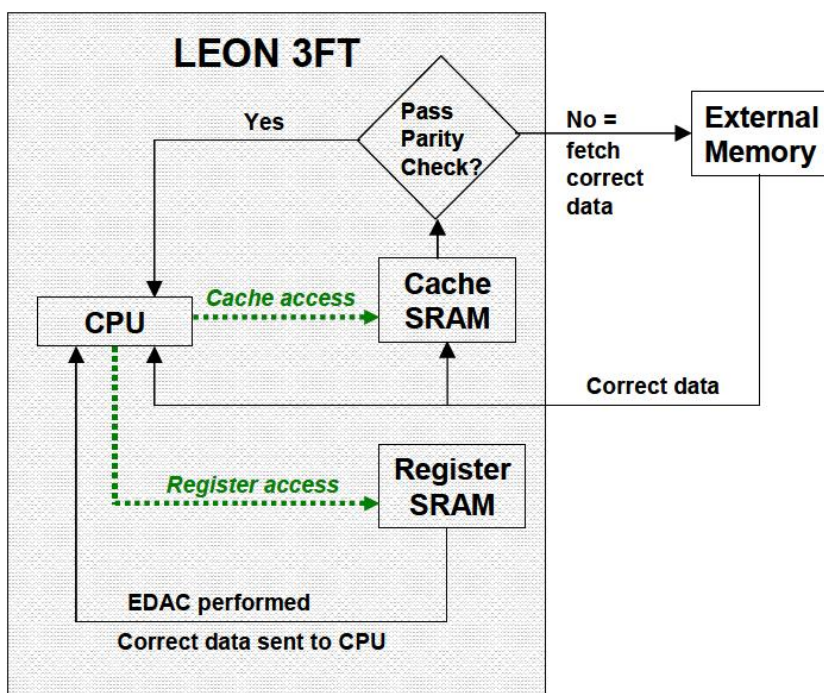 LEON 3FT
Pass
Parity
Check?
Yes
No =
fetch
correct
data
External
Memory
Cache access
Cache
SRAM
CPU
Correct data
Register access
Register
SRAM
EDAC performed
Correct data sent to CPU